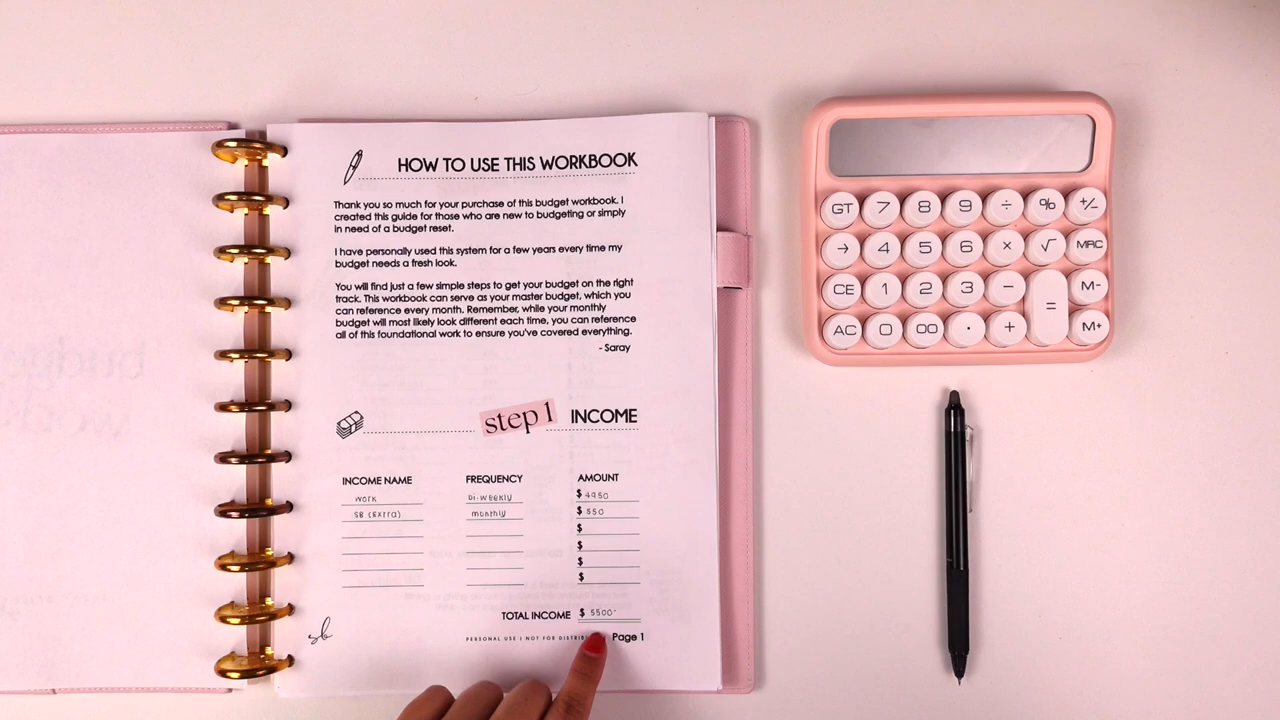 HOW TO USE THIS WORKBOOK
Thank you so much for your purchase of this budget workbook. I
created this guide for those who are new to budgeting or simply
in need of a budget reset.
I have personally used this system for a few years every time my
budget needs a fresh look.
You will find just a few simple steps to get your budget on the right
track. This workbook can serve as your master budget, which you
can reference every month. Remember, while your monthly
budget will most likely look different each time, you can reference
all of this foundational work to ensure you've covered everything.
- Saray
step 1 INCOME
INCOME NAME FREQUENCY AMOUNT
work bi-weekly $ 4950
SB (Extra) monthly $ 550
$
$
$
$
TOTAL INCOME $ 5500
sb
PERSONAL USE | NOT FOR Page 1
GT 7 8 9 ÷ % +/-
→ 4 5 6 × √ MRC
CE 1 2 3 − = M-
AC 0 00 . + M+